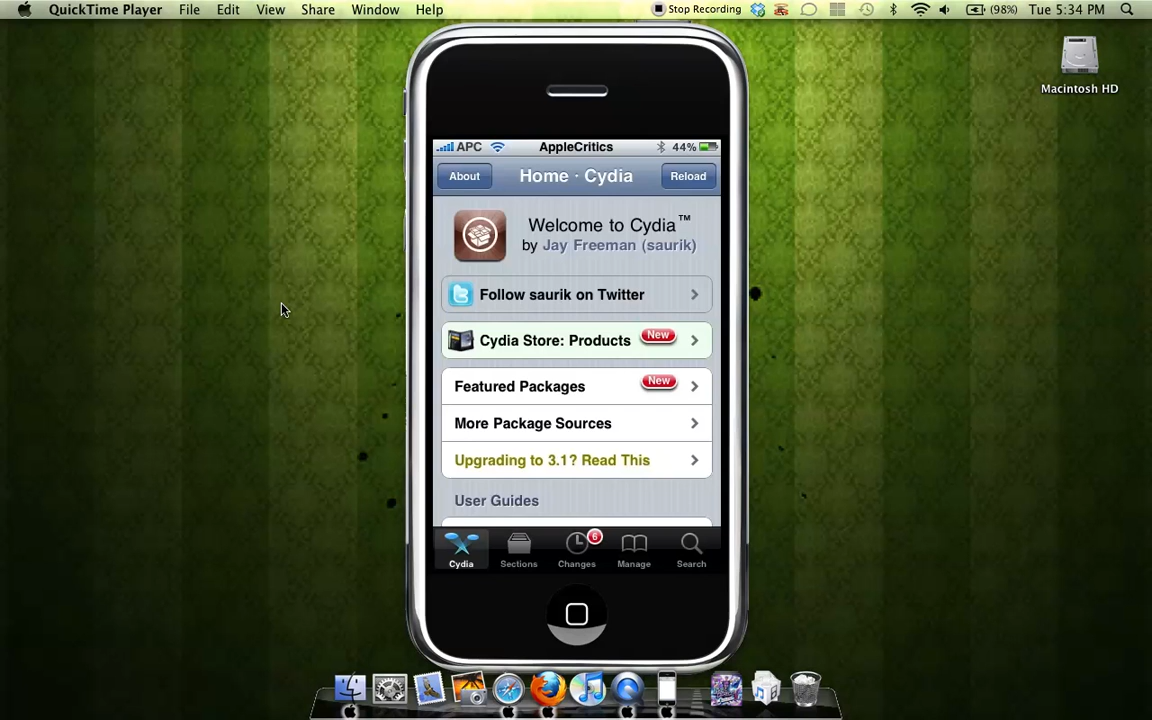 QuickTime Player File Edit View Share Window Help Stop Recording (98%) Tue 5:34 PM
Macintosh HD
APC AppleCritics 44%
About Home · Cydia Reload
Welcome to Cydia™
by Jay Freeman (saurik)
Follow saurik on Twitter
Cydia Store: Products New
Featured Packages New
More Package Sources
Upgrading to 3.1? Read This
User Guides
6
Cydia Sections Changes Manage Search